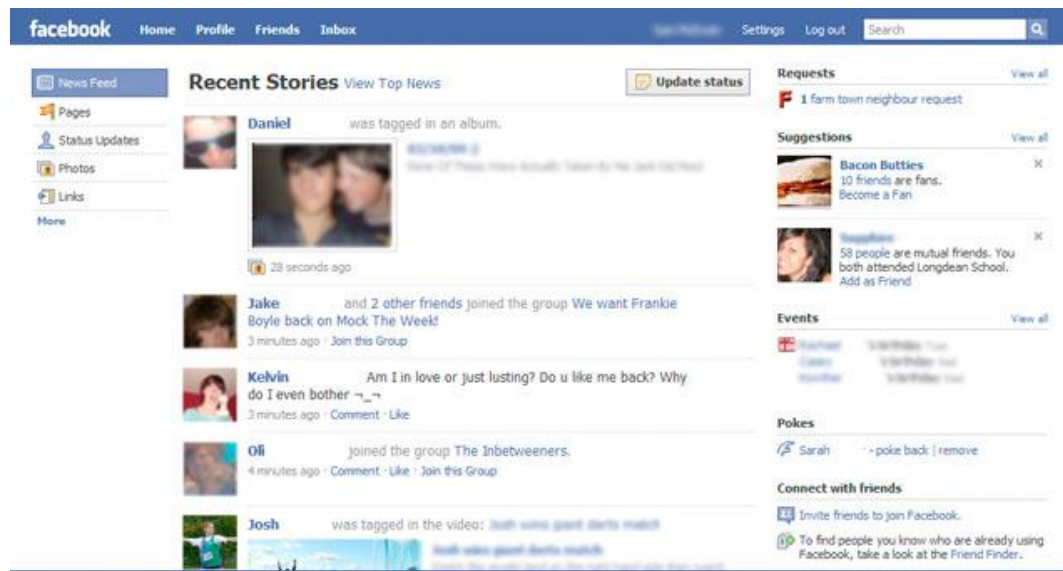 facebook Home Profile Friends Inbox Settings Log out Search
News Feed
Pages
Status Updates
Photos
Links
More
Recent Stories View Top News Update status
Daniel was tagged in an album.
28 seconds ago
Jake and 2 other friends joined the group We want Frankie
Boyle back on Mock The Week!
3 minutes ago · Join this Group
Kelvin Am I in love or just lusting? Do u like me back? Why
do I even bother ¬_¬
3 minutes ago · Comment · Like
Oli joined the group The Inbetweeners.
4 minutes ago · Comment · Like · Join this Group
Josh was tagged in the video:
Requests View all
1 farm town neighbour request
Suggestions View all
Bacon Butties
10 friends are fans.
Become a Fan
58 people are mutual friends. You
both attended Longdean School.
Add as Friend
Events View all
Pokes
Sarah - poke back | remove
Connect with friends
Invite friends to join Facebook.
To find people you know who are already using
Facebook, take a look at the Friend Finder.